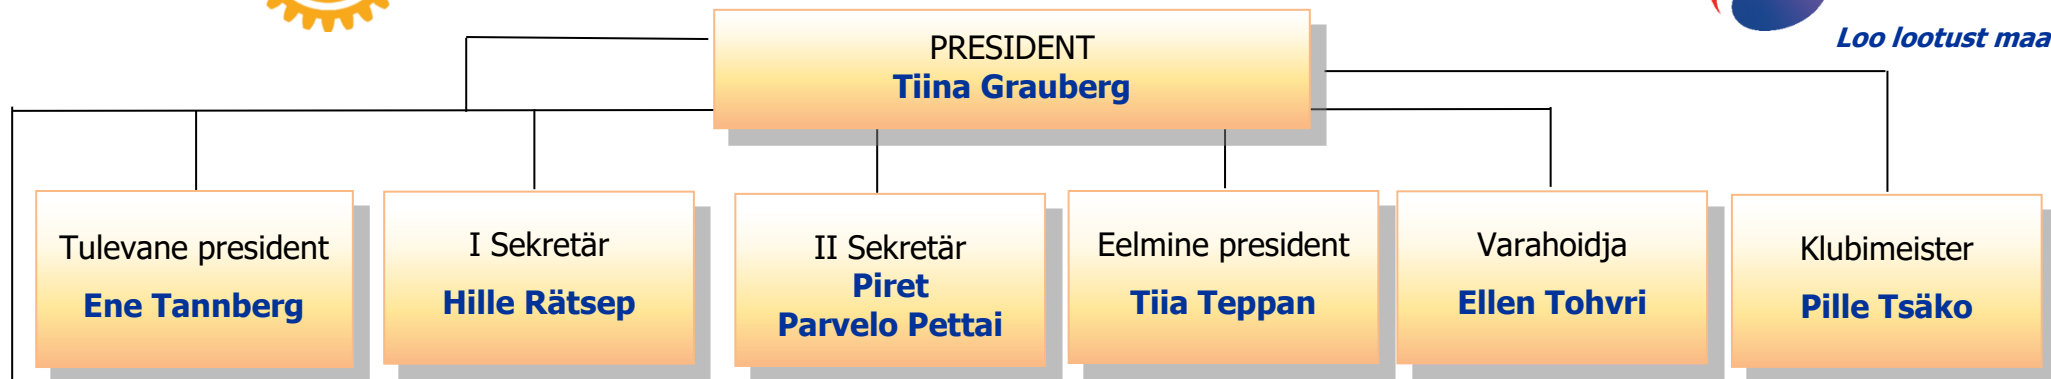 Loo lootust maa
PRESIDENT
Tiina Grauberg
Tulevane president
Ene Tannberg
I Sekretär
Hille Rätsep
II Sekretär
Piret
Parvelo Pettai
Eelmine president
Tiia Teppan
Varahoidja
Ellen Tohvri
Klubimeister
Pille Tsäko